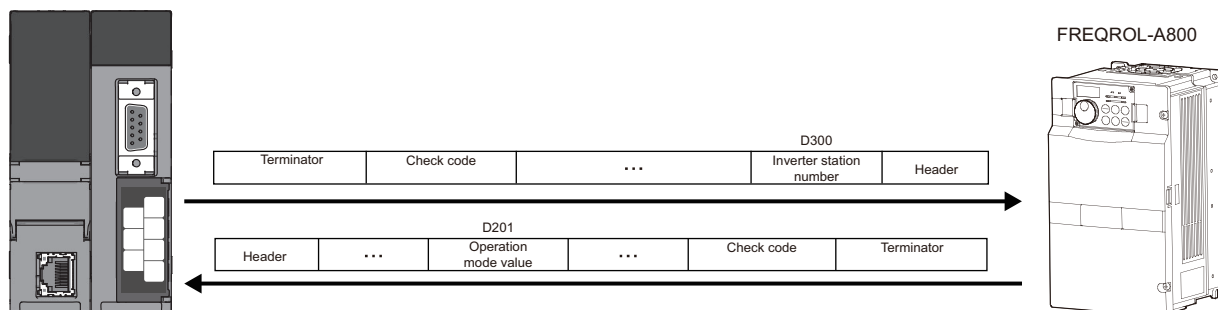 FREQROL-A800
D300
Terminator
Check code
...
Inverter station
number
Header
D201
Header
...
Operation
mode value
...
Check code
Terminator